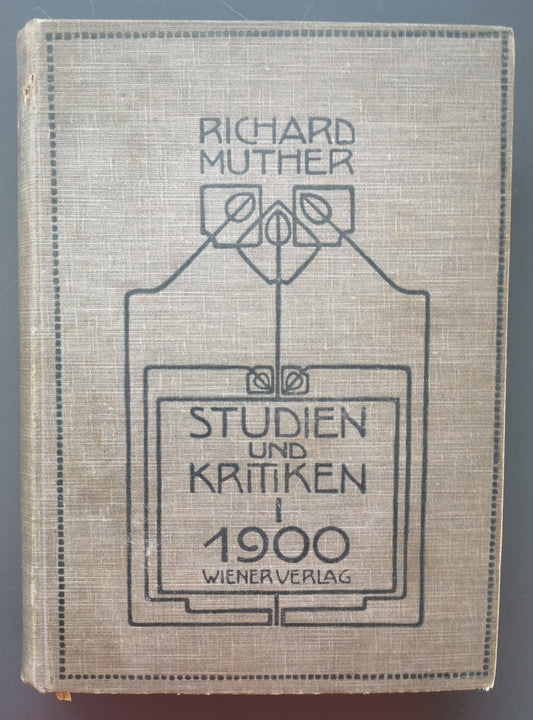 RICHARD
MUTHER
STUDIEN
UND
KRITIKEN
I
1900
WIENER VERLAG